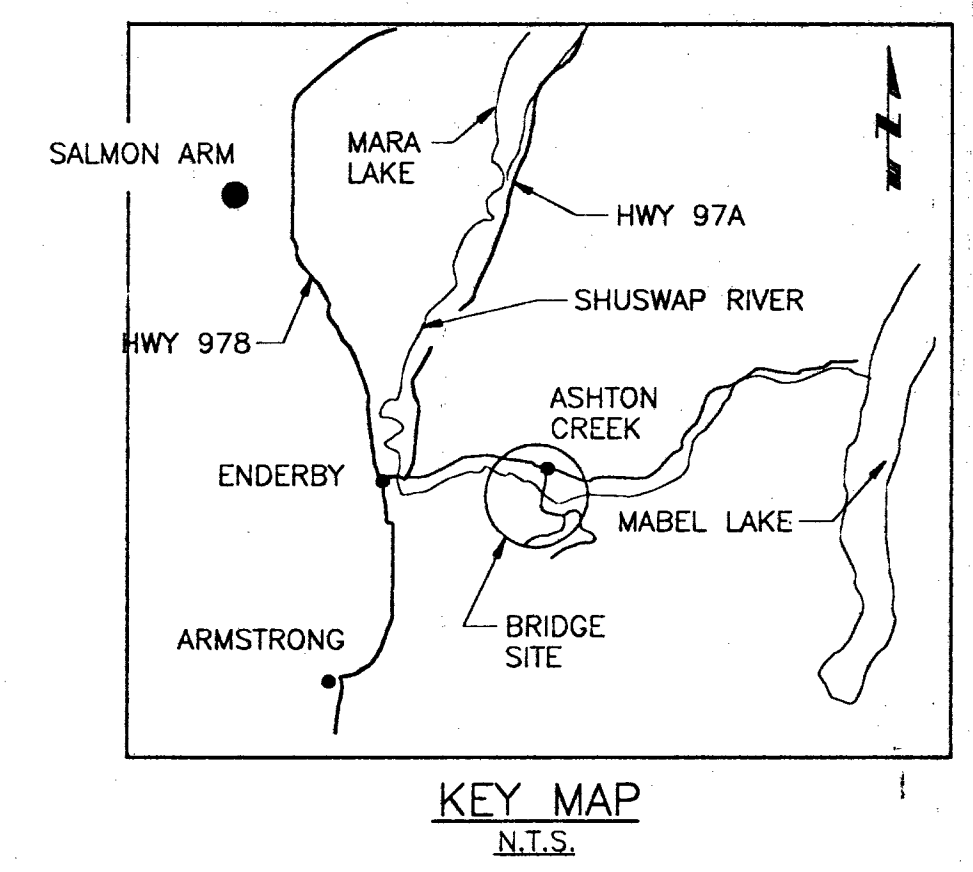 SALMON ARM
MARA
LAKE
N
HWY 97A
SHUSWAP RIVER
HWY 97B
ASHTON
CREEK
ENDERBY
MABEL LAKE
BRIDGE
SITE
ARMSTRONG
KEY MAP
N.T.S.